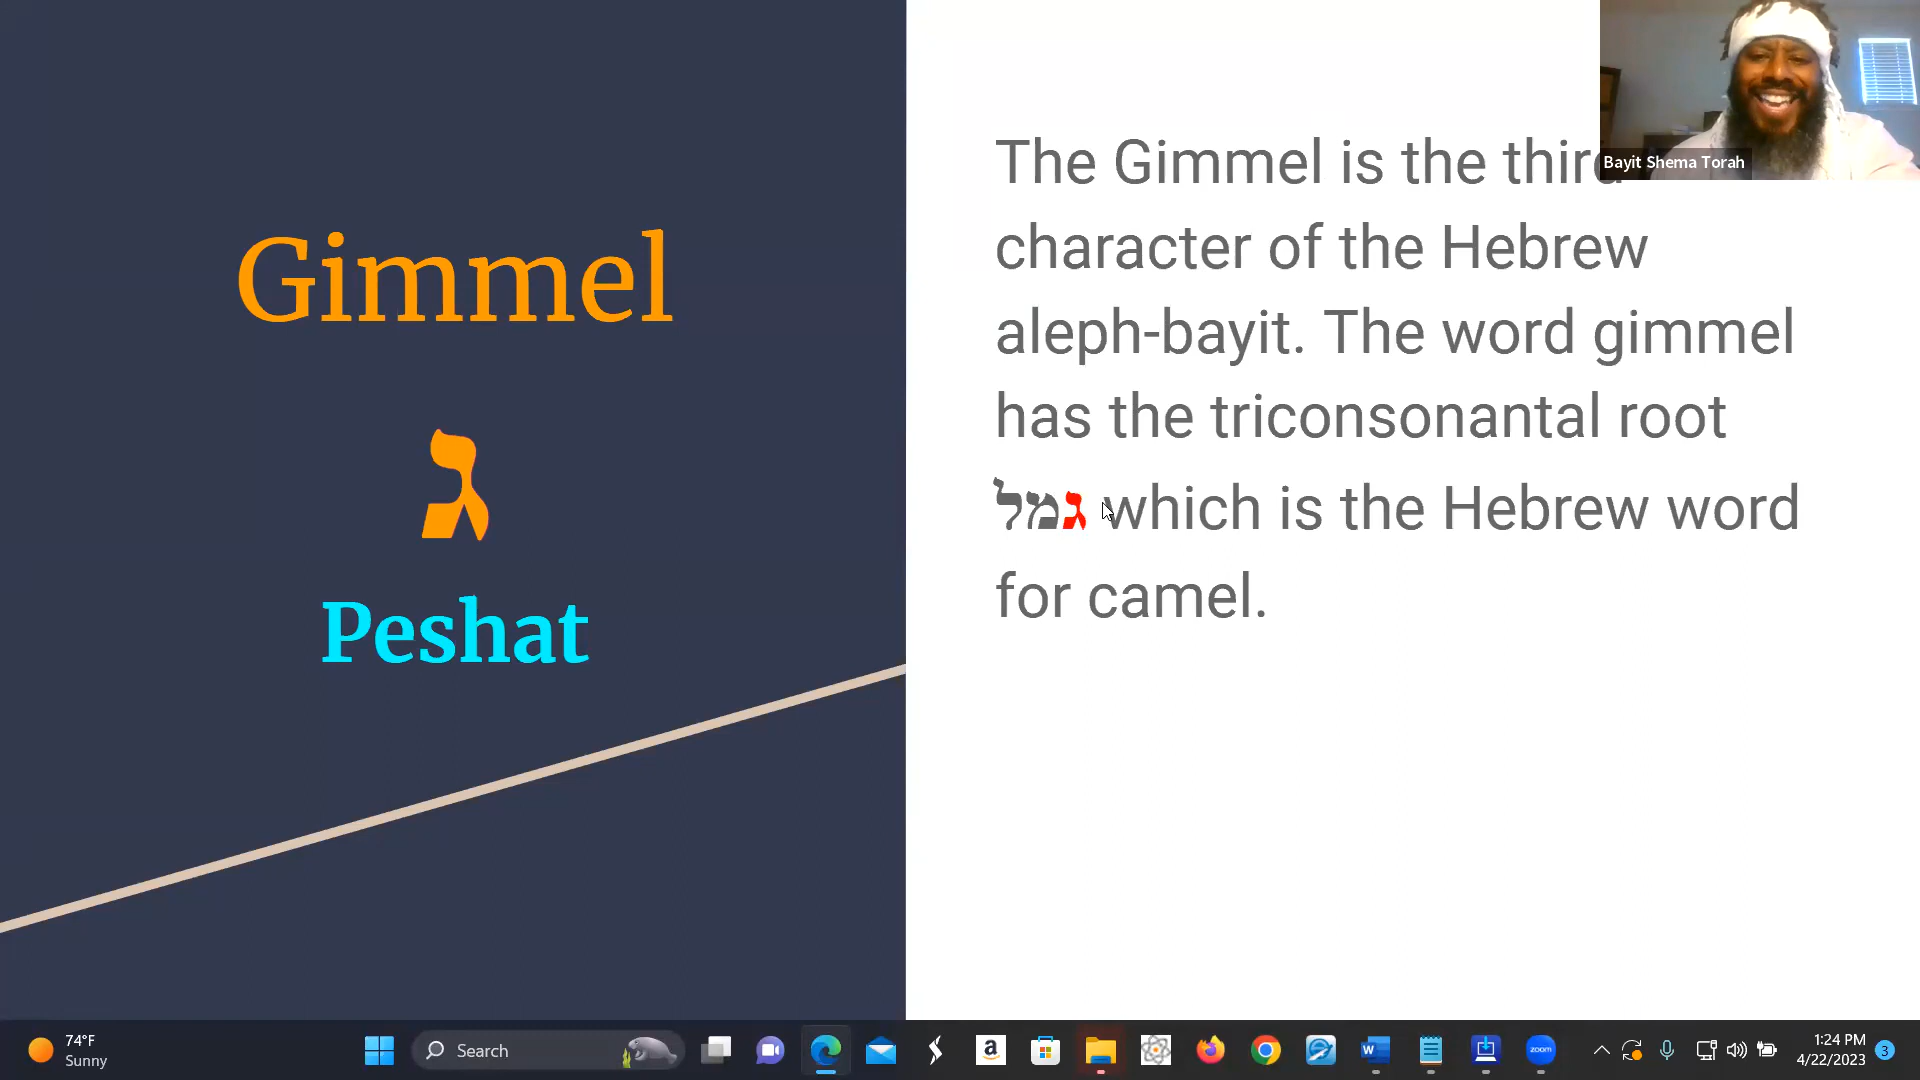 Gimmel
ג
Peshat
The Gimmel is the third
character of the Hebrew
aleph-bayit. The word gimmel
has the triconsonantal root
גמל which is the Hebrew word
for camel.
Bayit Shema Torah
74°F
Sunny
Search
a
W
zoom
1:24 PM
4/22/2023
3